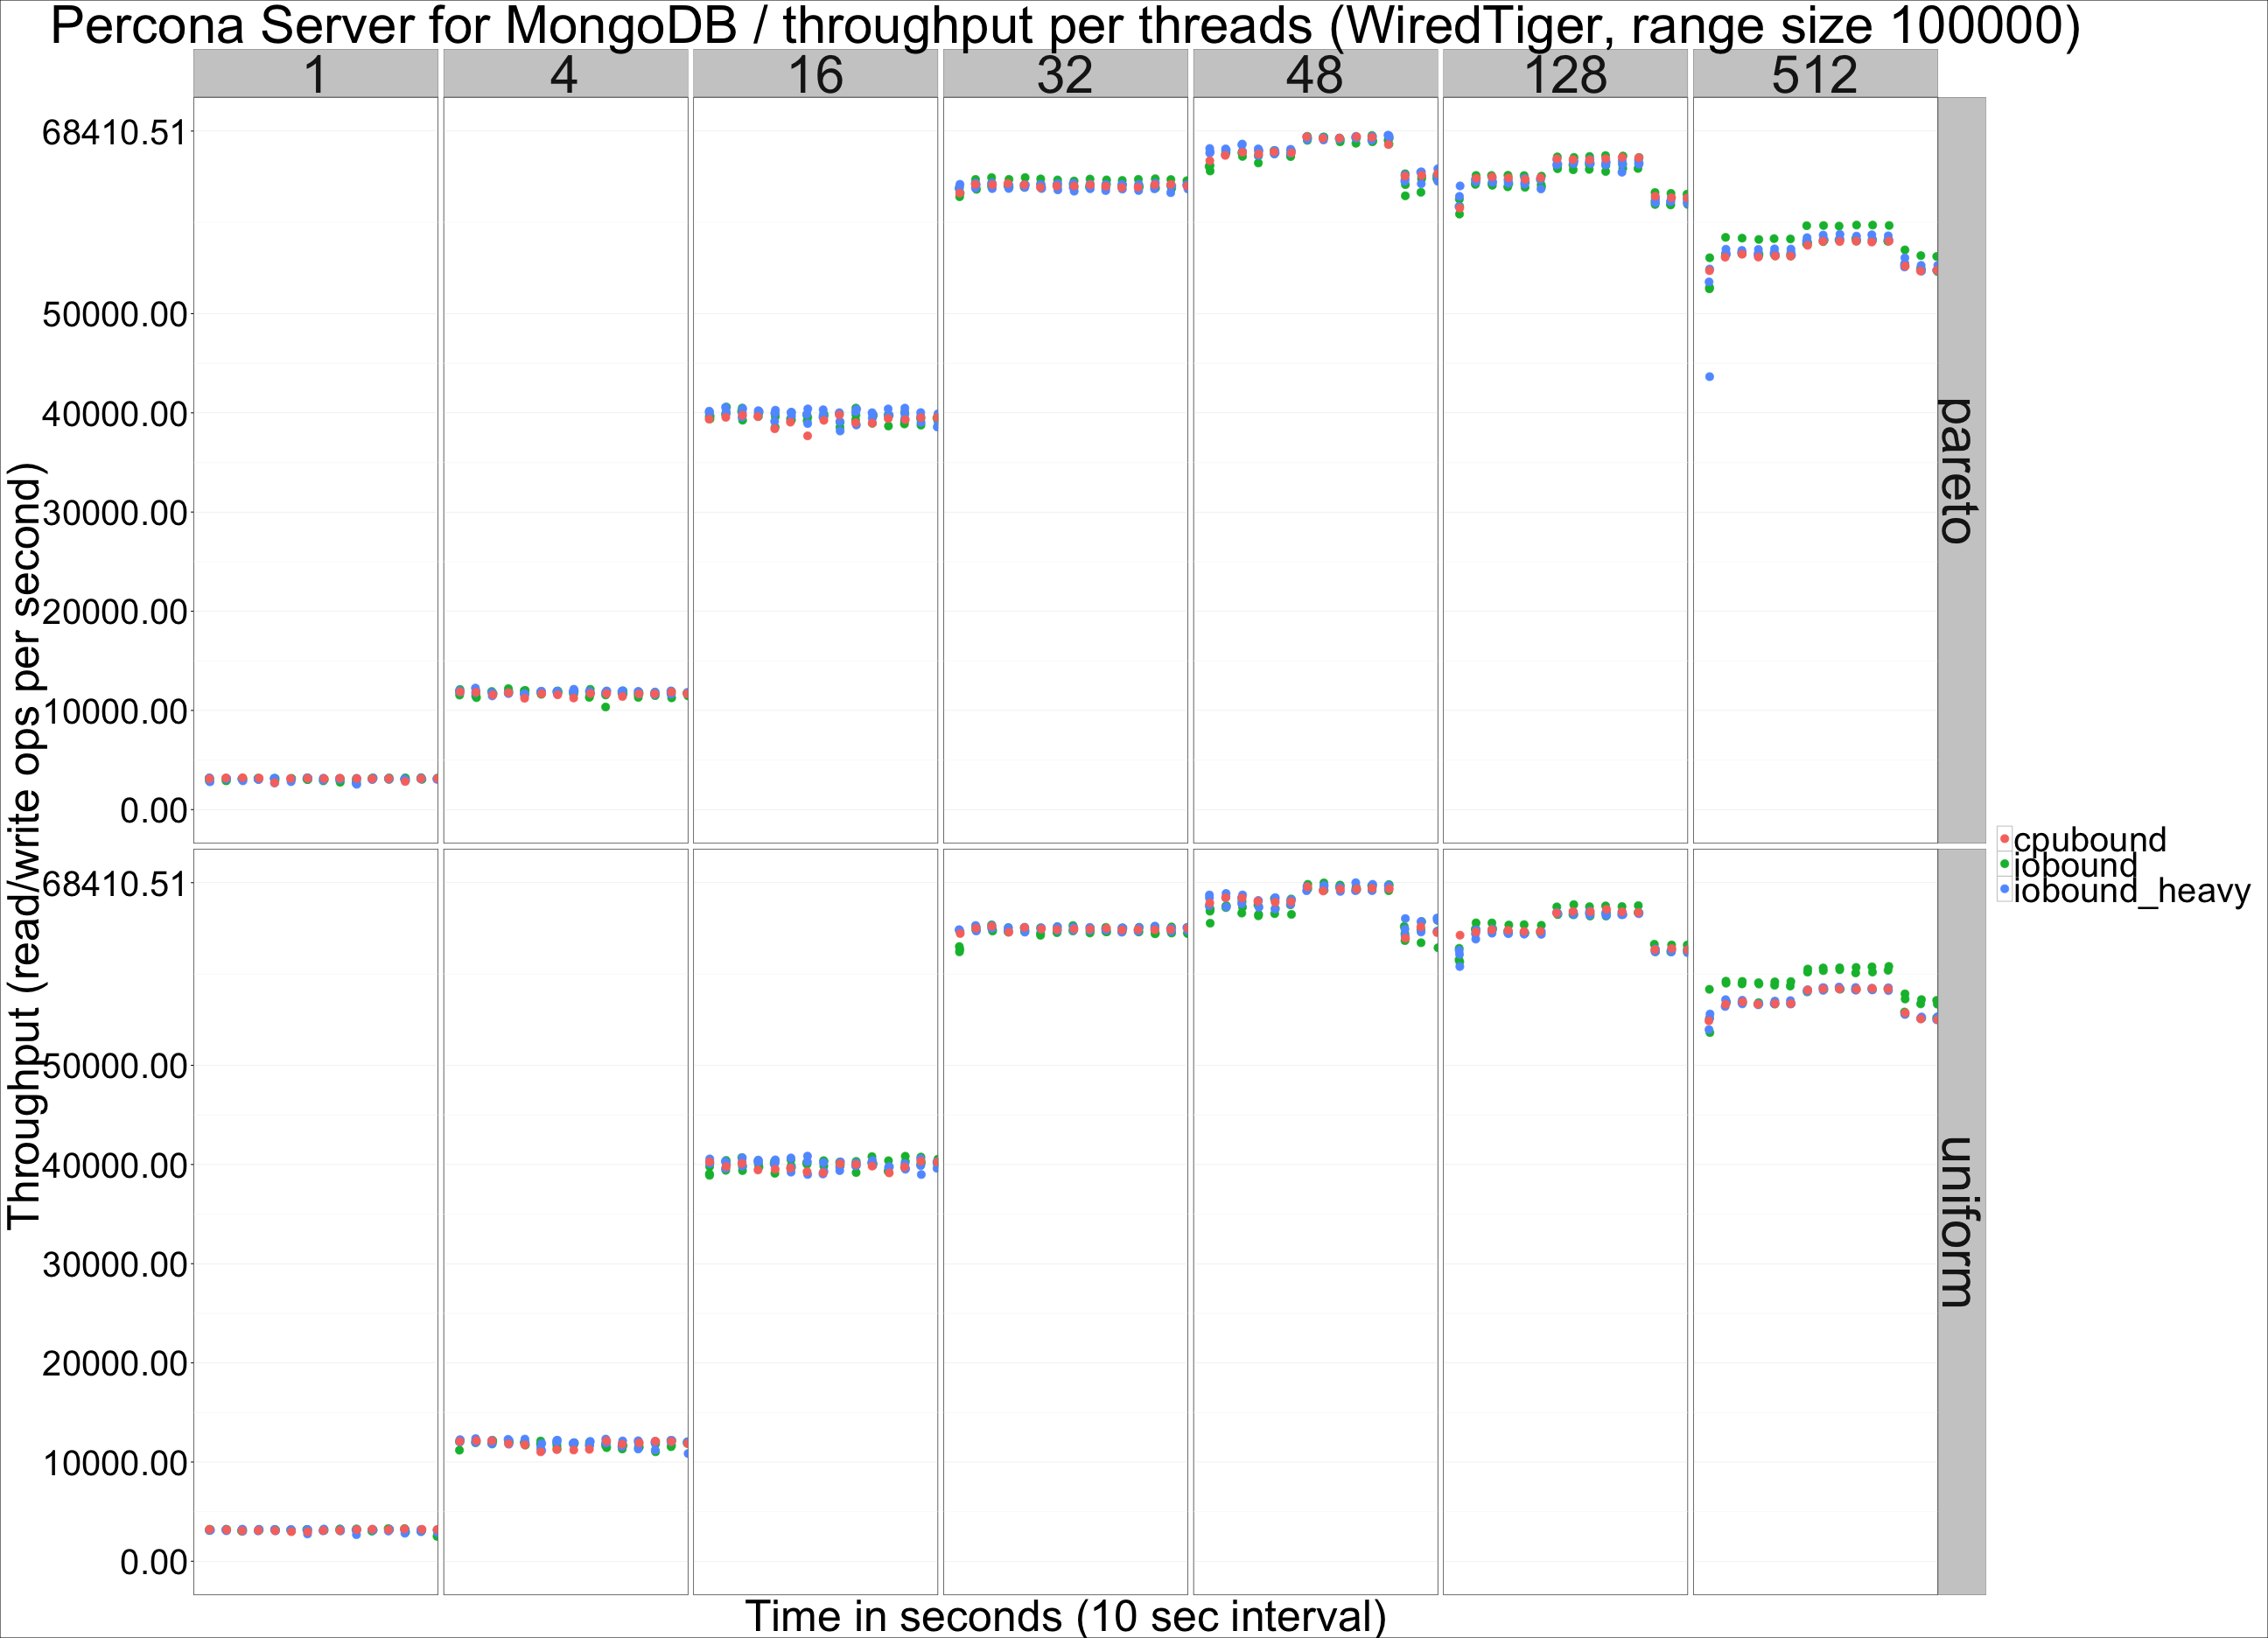 Percona Server for MongoDB / throughput per threads (WiredTiger, range size 100000)
1 4 16 32 48 128 512
68410.51
50000.00
40000.00
30000.00
20000.00
10000.00
0.00
pareto
68410.51
50000.00
40000.00
30000.00
20000.00
10000.00
0.00
uniform
Throughput (read/write ops per second)
Time in seconds (10 sec interval)
cpubound
iobound
iobound_heavy